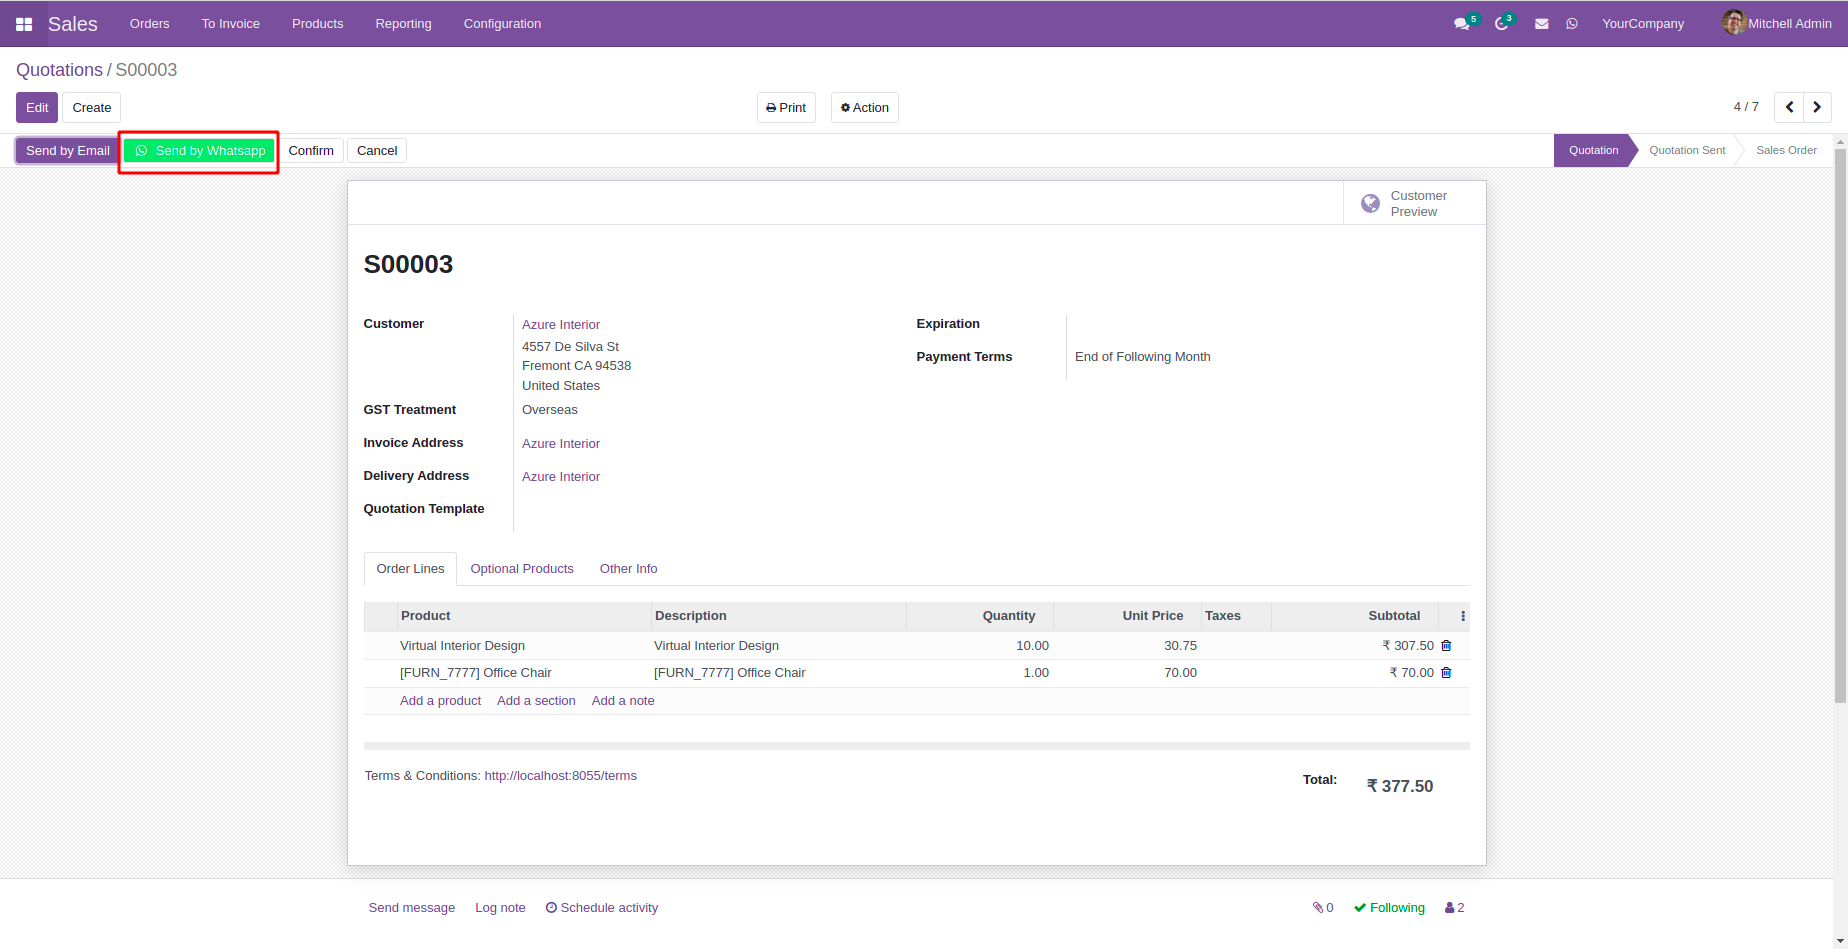 Sales Orders To Invoice Products Reporting Configuration 5 3 YourCompany Mitchell Admin
Quotations / S00003
Edit Create Print Action 4 / 7
Send by Email Send by Whatsapp Confirm Cancel Quotation Quotation Sent Sales Order
Customer
Preview
S00003
Customer Azure Interior Expiration
4557 De Silva St
Fremont CA 94538
United States
Payment Terms End of Following Month
GST Treatment Overseas
Invoice Address Azure Interior
Delivery Address Azure Interior
Quotation Template
Order Lines Optional Products Other Info
Product Description Quantity Unit Price Taxes Subtotal
Virtual Interior Design Virtual Interior Design 10.00 30.75 ₹ 307.50
[FURN_7777] Office Chair [FURN_7777] Office Chair 1.00 70.00 ₹ 70.00
Add a product Add a section Add a note
Terms & Conditions: http://localhost:8055/terms
Total: ₹ 377.50
Send message Log note Schedule activity 0 Following 2